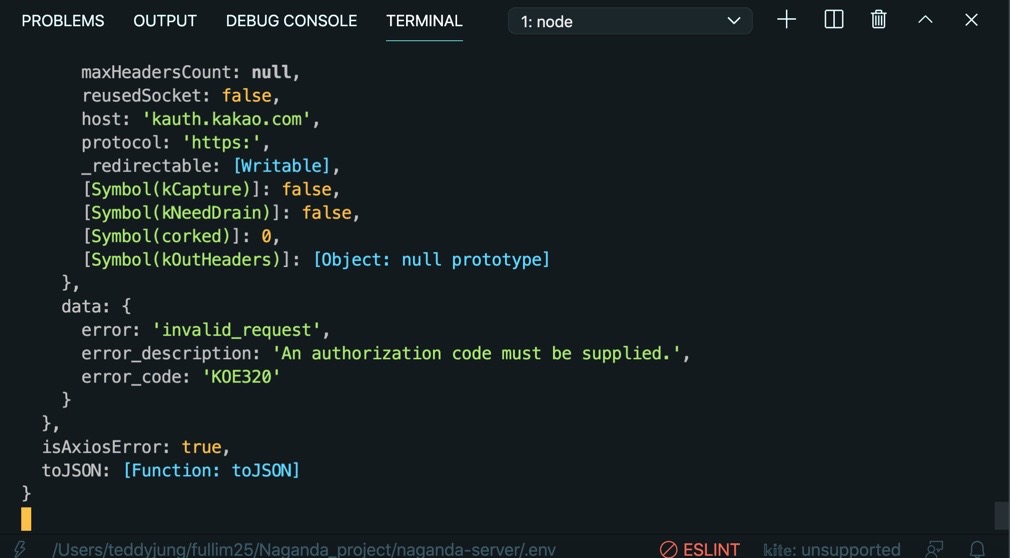 PROBLEMS OUTPUT DEBUG CONSOLE TERMINAL 1: node
maxHeadersCount: null,
reusedSocket: false,
host: 'kauth.kakao.com',
protocol: 'https:',
_redirectable: [Writable],
[Symbol(kCapture)]: false,
[Symbol(kNeedDrain)]: false,
[Symbol(corked)]: 0,
[Symbol(kOutHeaders)]: [Object: null prototype]
},
data: {
error: 'invalid_request',
error_description: 'An authorization code must be supplied.',
error_code: 'KOE320'
}
},
isAxiosError: true,
toJSON: [Function: toJSON]
}
/Users/teddyjung/fullim25/Naganda_project/naganda-server/.env ESLINT kite: unsupported